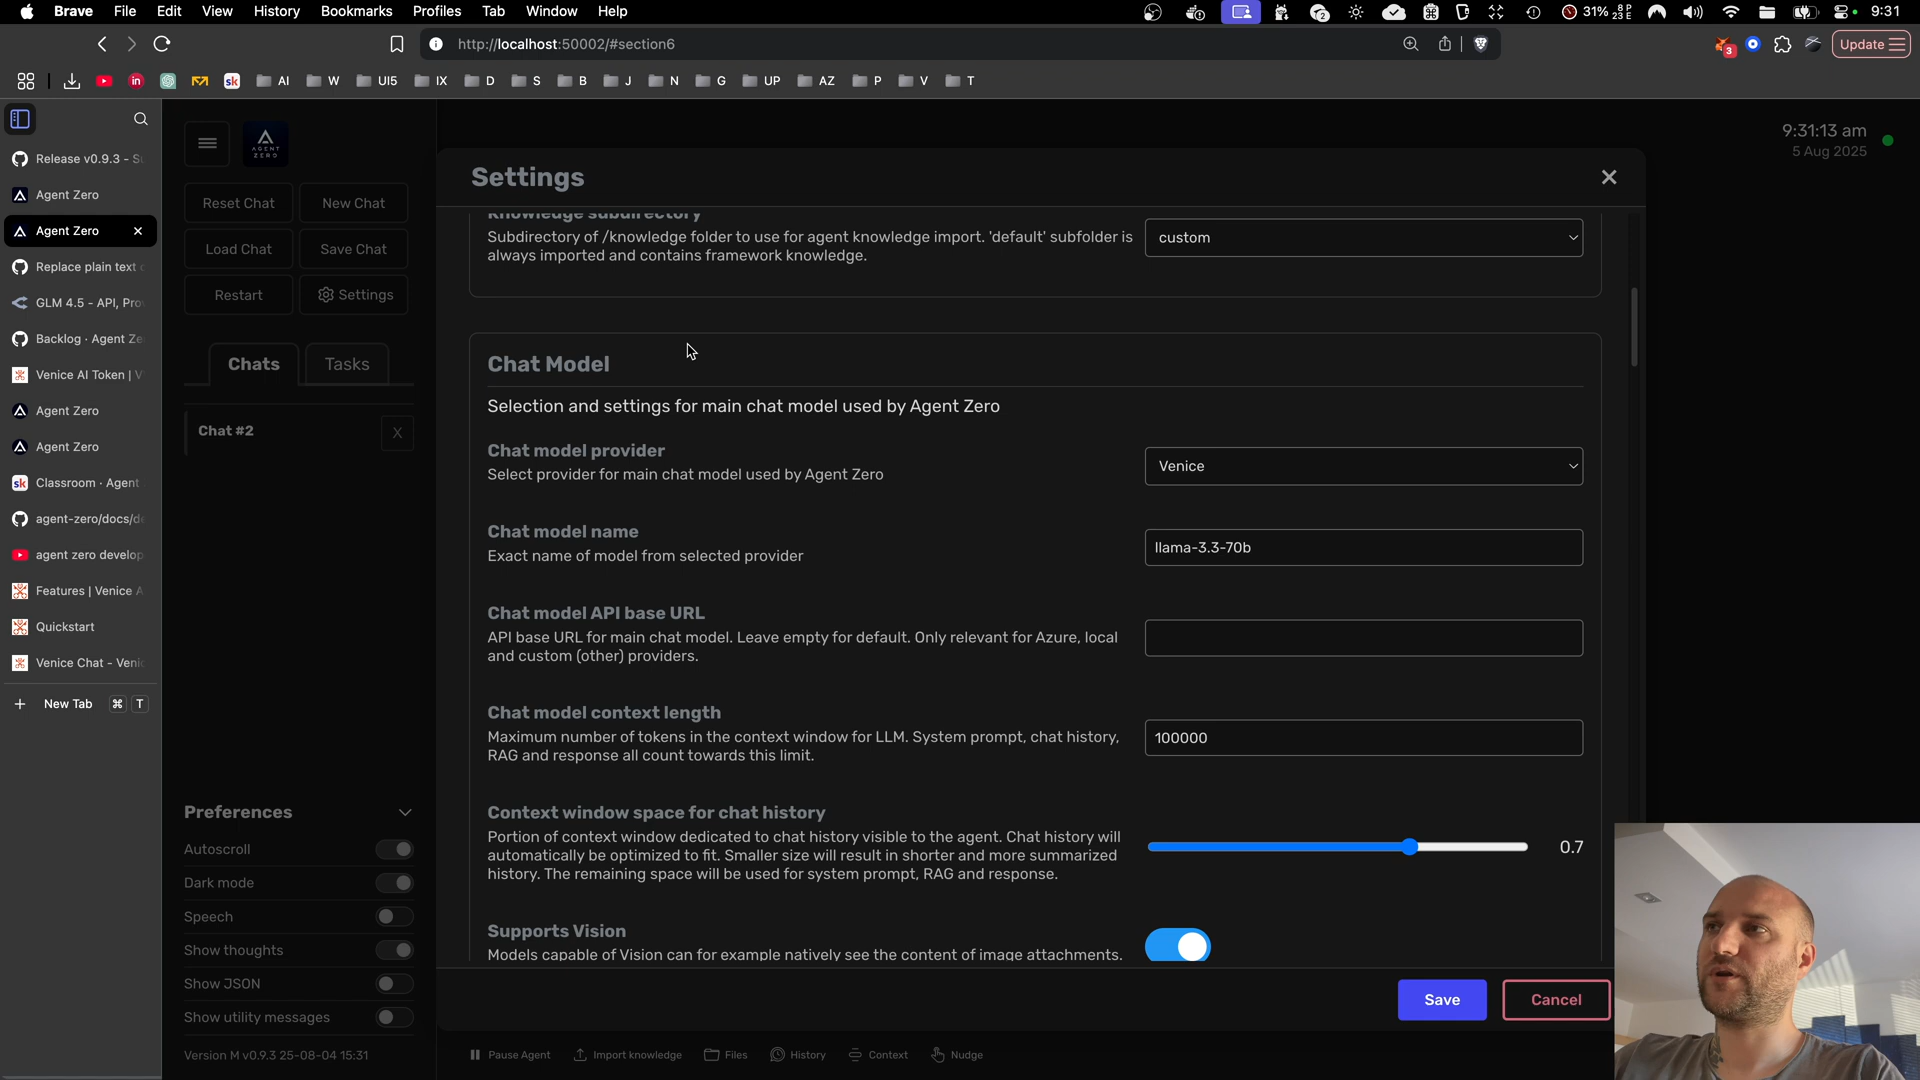 Brave File Edit View History Bookmarks Profiles Tab Window Help
31% 9:31
http://localhost:50002/#section6
3
Update
in sk AI W UI5 IX D S B J N G UP AZ P V T
Release v0.9.3 - S
Agent Zero
Agent Zero
Replace plain text
GLM 4.5 - API, Pro
Backlog · Agent Ze
Venice AI Token | V
Agent Zero
Agent Zero
sk Classroom · Agent
agent-zero/docs/de
agent zero develop
Features | Venice A
Quickstart
Venice Chat - Venic
New Tab ⌘ T
AGENT
ZERO
Reset Chat New Chat
Load Chat Save Chat
Restart Settings
Chats Tasks
Chat #2 X
Preferences
Autoscroll
Dark mode
Speech
Show thoughts
Show JSON
Show utility messages
Version M v0.9.3 25-08-04 15:31
9:31:13 am
5 Aug 2025
Settings
Knowledge subdirectory
Subdirectory of /knowledge folder to use for agent knowledge import. 'default' subfolder is
always imported and contains framework knowledge.
custom
Chat Model
Selection and settings for main chat model used by Agent Zero
Chat model provider
Select provider for main chat model used by Agent Zero
Venice
Chat model name
Exact name of model from selected provider
llama-3.3-70b
Chat model API base URL
API base URL for main chat model. Leave empty for default. Only relevant for Azure, local
and custom (other) providers.
Chat model context length
Maximum number of tokens in the context window for LLM. System prompt, chat history,
RAG and response all count towards this limit.
100000
Context window space for chat history
Portion of context window dedicated to chat history visible to the agent. Chat history will
automatically be optimized to fit. Smaller size will result in shorter and more summarized
history. The remaining space will be used for system prompt, RAG and response.
0.7
Supports Vision
Models capable of Vision can for example natively see the content of image attachments.
Save Cancel
Pause Agent Import knowledge Files History Context Nudge